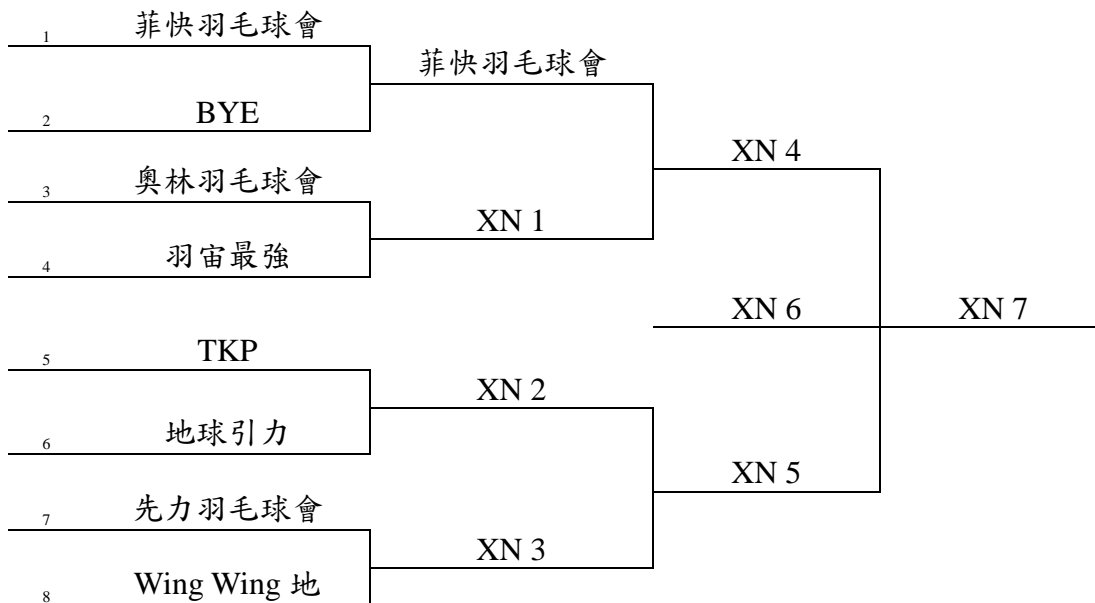 1 菲快羽毛球會
菲快羽毛球會
2 BYE
XN 4
3 奧林羽毛球會
XN 1
4 羽宙最強
XN 6 XN 7
5 TKP
XN 2
6 地球引力
XN 5
7 先力羽毛球會
XN 3
8 Wing Wing 地